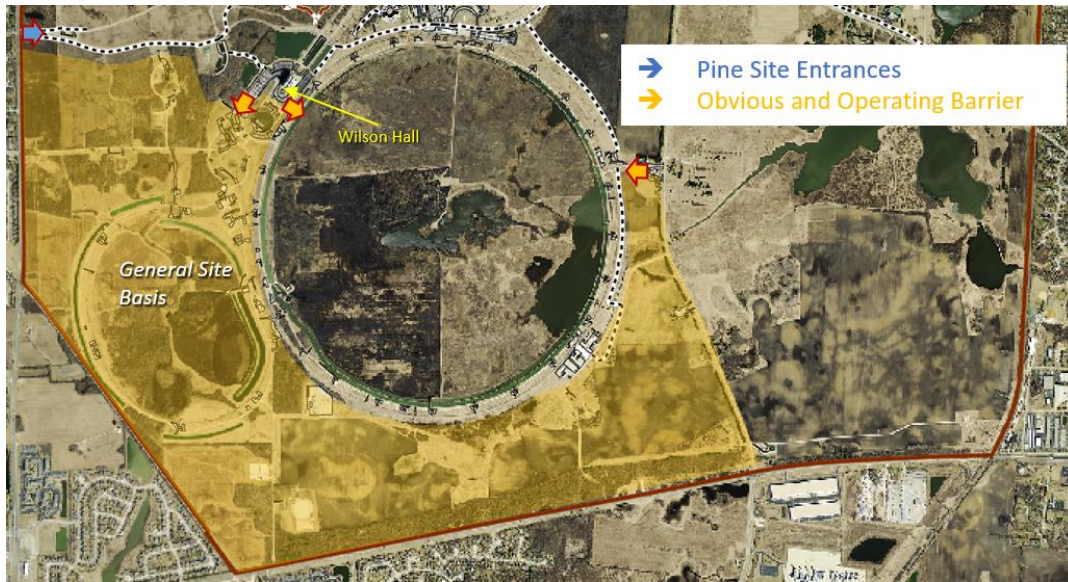 Pine Site Entrances
Obvious and Operating Barrier
Wilson Hall
General Site
Basis